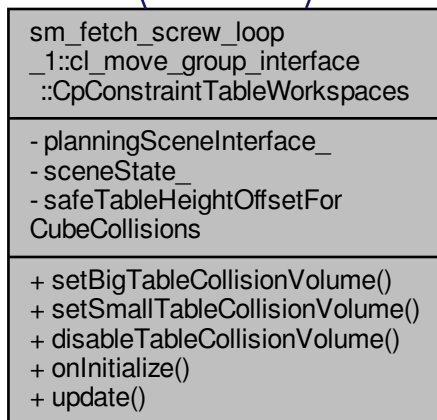 sm_fetch_screw_loop
_1::cl_move_group_interface
::CpConstraintTableWorkspaces
- planningSceneInterface_
- sceneState_
- safeTableHeightOffsetFor
CubeCollisions
+ setBigTableCollisionVolume()
+ setSmallTableCollisionVolume()
+ disableTableCollisionVolume()
+ onInitialize()
+ update()